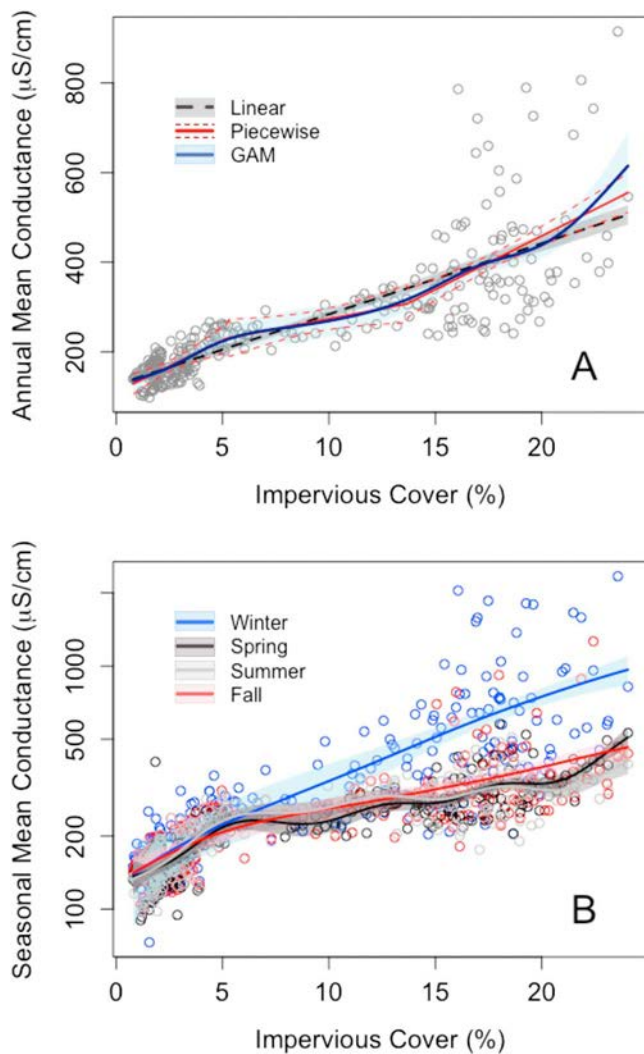 Annual Mean Conductance (μS/cm)
800
600
400
200
Linear
Piecewise
GAM
A
0 5 10 15 20
Impervious Cover (%)
Seasonal Mean Conductance (μS/cm)
1000
500
200
100
Winter
Spring
Summer
Fall
B
0 5 10 15 20
Impervious Cover (%)